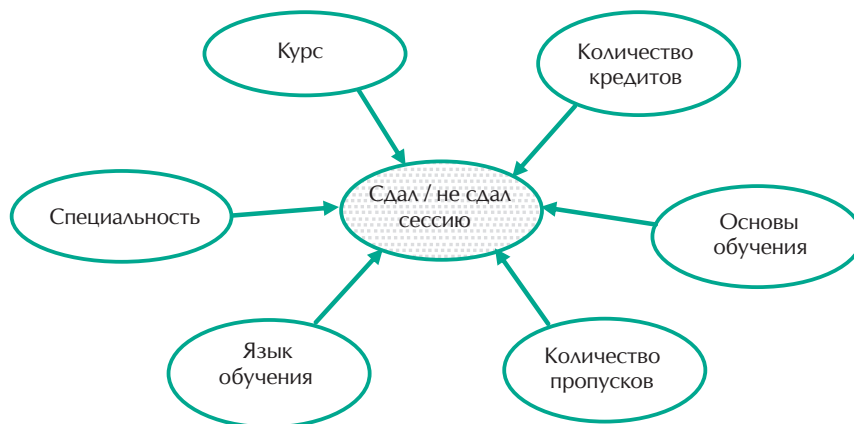 Курс
Количество
кредитов
Сдал / не сдал
сессию
Специальность
Основы
обучения
Язык
обучения
Количество
пропусков